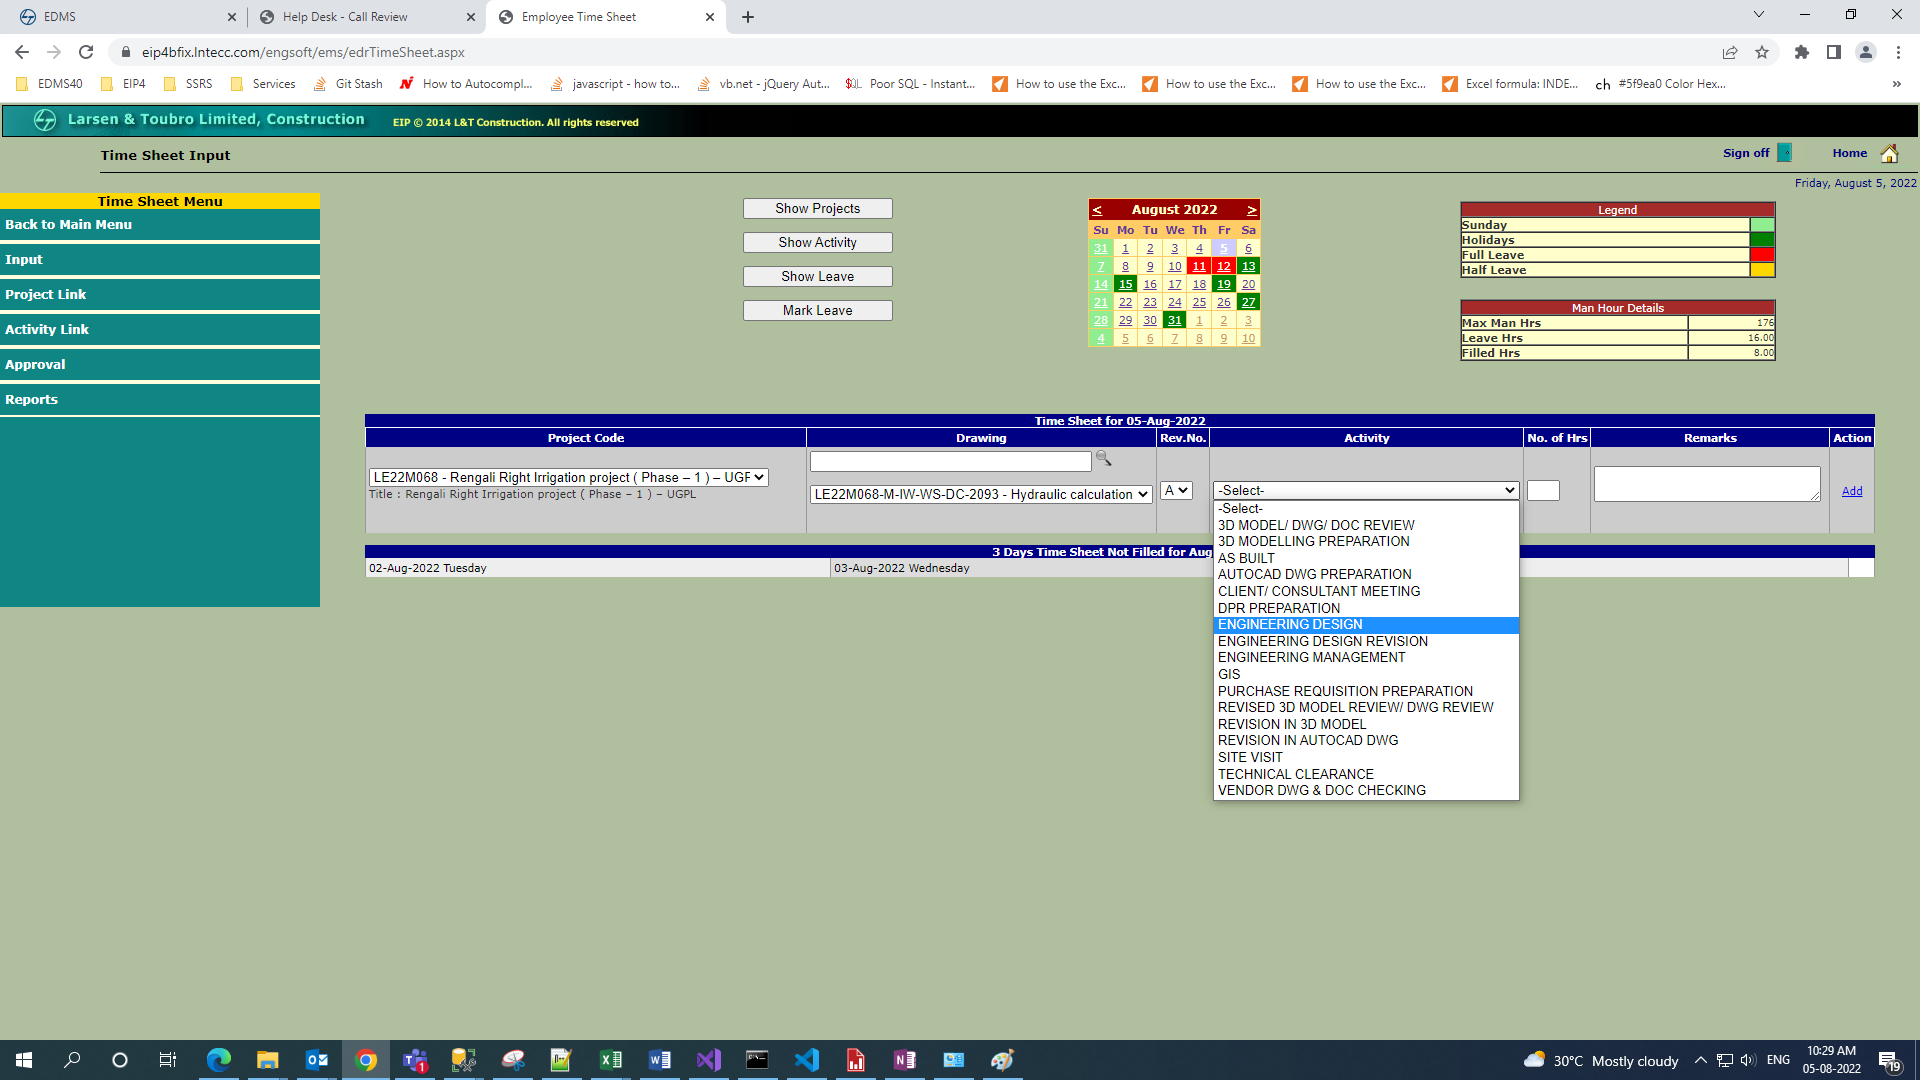 EDMS
Help Desk - Call Review
Employee Time Sheet
eip4bfix.lntecc.com/engsoft/ems/edrTimeSheet.aspx
EDMS40
EIP4
SSRS
Services
Git Stash
How to Autocompl...
javascript - how to...
vb.net - jQuery Aut...
Poor SQL - Instant...
How to use the Exc...
How to use the Exc...
How to use the Exc...
Excel formula: INDE...
ch #5f9ea0 Color Hex...
Larsen & Toubro Limited, Construction
EIP © 2014 L&T Construction. All rights reserved
Time Sheet Input
Sign off
Home
Friday, August 5, 2022
Time Sheet Menu
Back to Main Menu
Input
Project Link
Activity Link
Approval
Reports
Show Projects
Show Activity
Show Leave
Mark Leave
< August 2022 >
Su Mo Tu We Th Fr Sa
31 1 2 3 4 5 6
7 8 9 10 11 12 13
14 15 16 17 18 19 20
21 22 23 24 25 26 27
28 29 30 31 1 2 3
4 5 6 7 8 9 10
Legend
Sunday
Holidays
Full Leave
Half Leave
Man Hour Details
Max Man Hrs 176
Leave Hrs 16.00
Filled Hrs 8.00
Time Sheet for 05-Aug-2022
Project Code Drawing Rev.No. Activity No. of Hrs Remarks Action
LE22M068 - Rengali Right Irrigation project ( Phase – 1 ) – UGF
Title : Rengali Right Irrigation project ( Phase – 1 ) – UGPL
LE22M068-M-IW-WS-DC-2093 - Hydraulic calculation
A
-Select-
Add
-Select-
3D MODEL/ DWG/ DOC REVIEW
3D MODELLING PREPARATION
AS BUILT
AUTOCAD DWG PREPARATION
CLIENT/ CONSULTANT MEETING
DPR PREPARATION
ENGINEERING DESIGN
ENGINEERING DESIGN REVISION
ENGINEERING MANAGEMENT
GIS
PURCHASE REQUISITION PREPARATION
REVISED 3D MODEL REVIEW/ DWG REVIEW
REVISION IN 3D MODEL
REVISION IN AUTOCAD DWG
SITE VISIT
TECHNICAL CLEARANCE
VENDOR DWG & DOC CHECKING
3 Days Time Sheet Not Filled for Aug
02-Aug-2022 Tuesday
03-Aug-2022 Wednesday
30°C Mostly cloudy
ENG
10:29 AM
05-08-2022
19
1